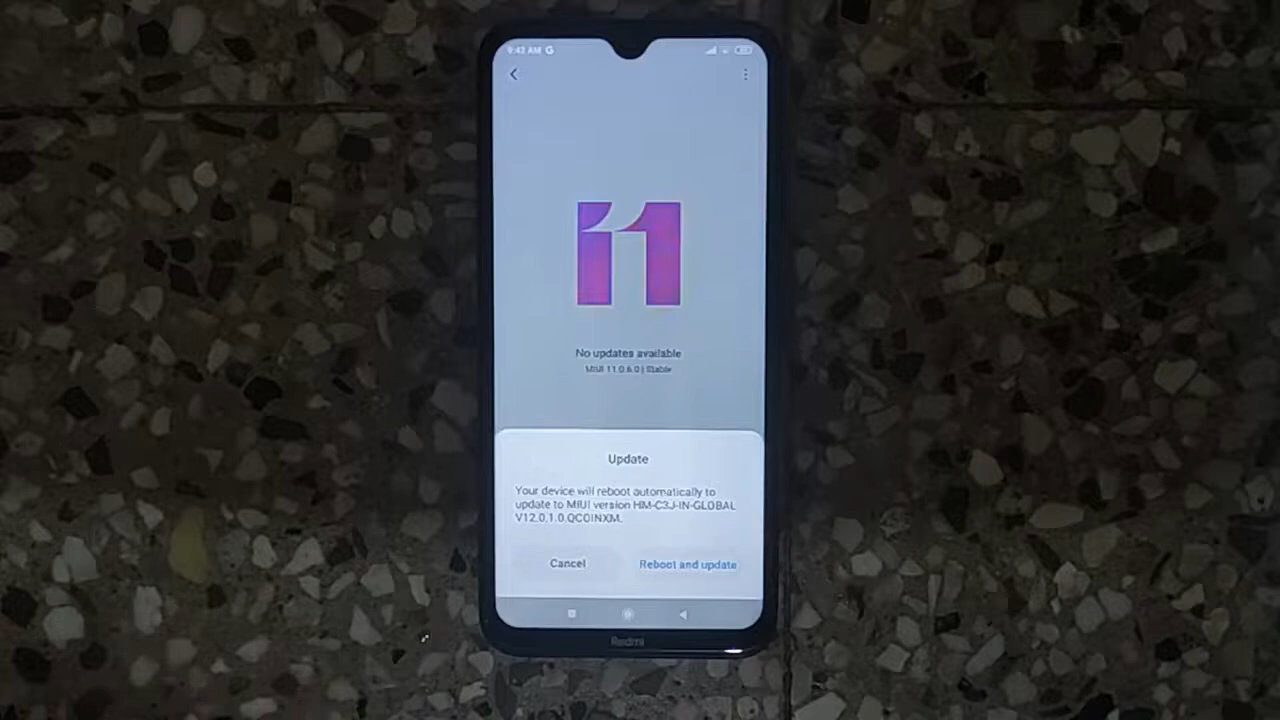 9:43 AM G
11
No updates available
MIUI 11.0.6.0 | Stable
Update
Your device will reboot automatically to
update to MIUI version HM-C3J-IN-GLOBAL
V12.0.1.0.QCOINXM.
Cancel
Reboot and update
Redmi